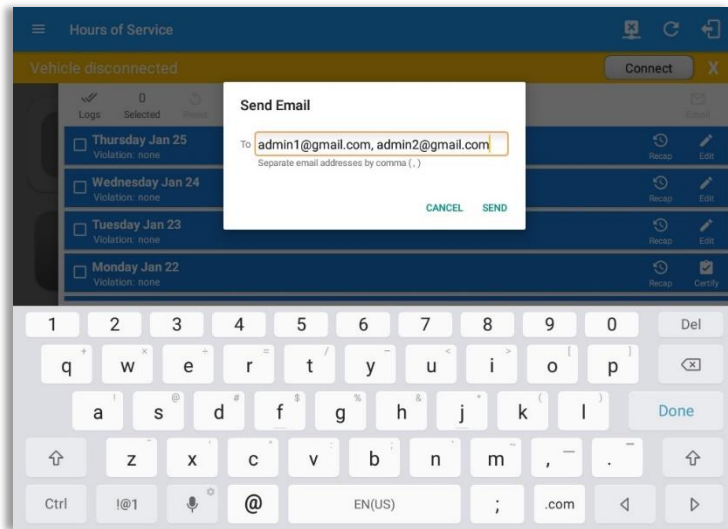 Hours of Service
Vehicle disconnected
Connect X
Logs
0
Selected
Reset
Email
Send Email
To admin1@gmail.com, admin2@gmail.com
Separate email addresses by comma ( , )
CANCEL SEND
Thursday Jan 25
Violation: none
Recap Edit
Wednesday Jan 24
Violation: none
Recap Edit
Tuesday Jan 23
Violation: none
Recap Edit
Monday Jan 22
Violation: none
Recap Certify
1 2 3 4 5 6 7 8 9 0 Del
q w e r t y u i o p
a s d f g h j k l Done
z x c v b n m , .
Ctrl !@1 @ EN(US) ; .com